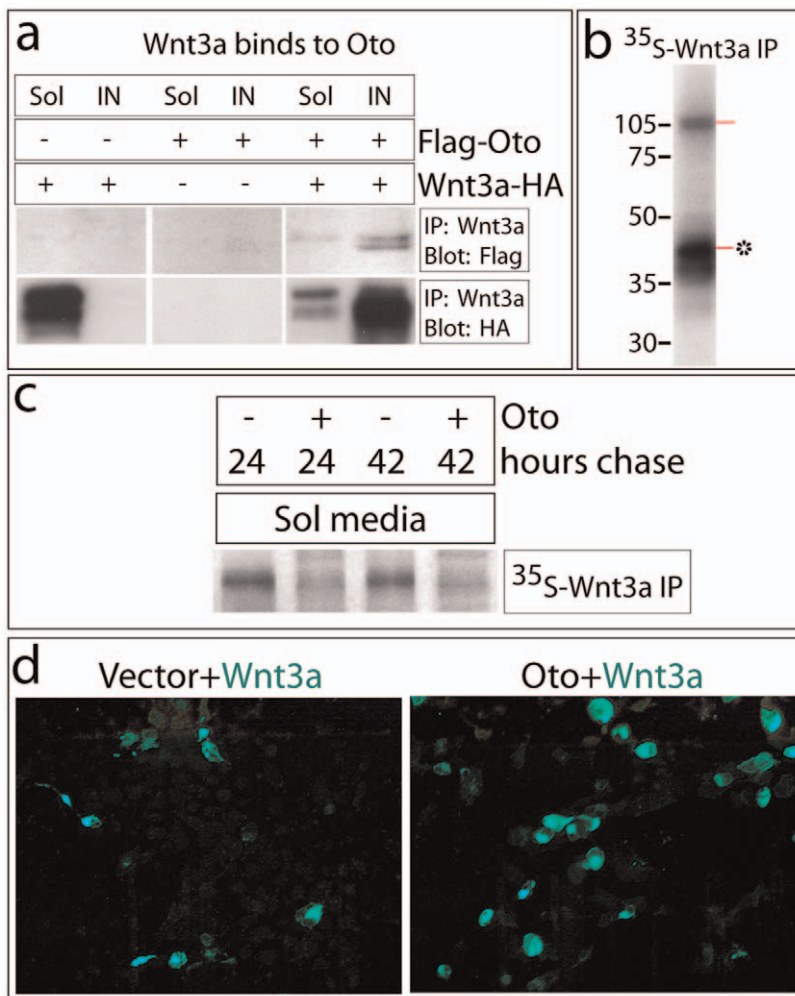 a
Wnt3a binds to Oto
Sol IN Sol IN Sol IN
- - + + + + Flag-Oto
+ + - - + + Wnt3a-HA
IP: Wnt3a
Blot: Flag
IP: Wnt3a
Blot: HA
b
35S-Wnt3a IP
105-
75-
50-
*
35-
30-
c
- + - + Oto
24 24 42 42 hours chase
Sol media
35S-Wnt3a IP
d
Vector+Wnt3a
Oto+Wnt3a